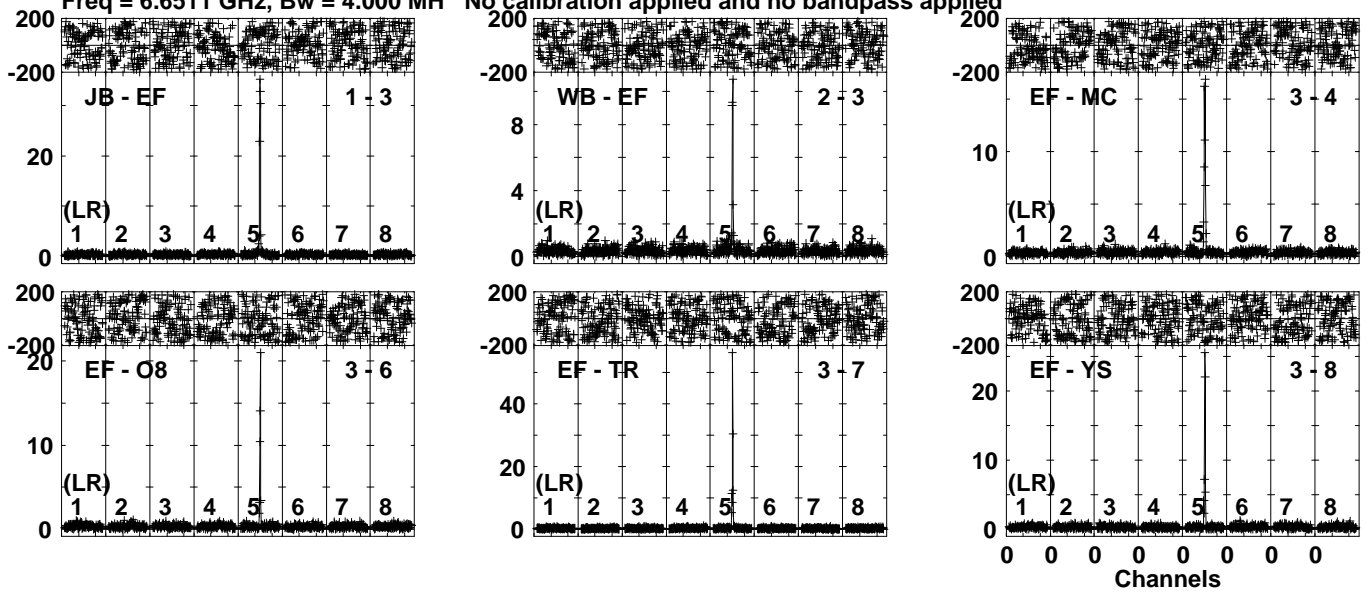 Freq = 6.6511 GHz, Bw = 4.000 MH No calibration applied and no bandpass applied
200
-200
JB - EF 1 - 3
20
(LR)
1 2 3 4 5 6 7 8
0
200
-200
WB - EF 2 - 3
8
4
(LR)
1 2 3 4 5 6 7 8
0
200
-200
EF - MC 3 - 4
10
(LR)
1 2 3 4 5 6 7 8
0
200
-200
20
EF - O8 3 - 6
10
(LR)
1 2 3 4 5 6 7 8
0
200
-200
EF - TR 3 - 7
40
20
(LR)
1 2 3 4 5 6 7 8
0
200
-200
EF - YS 3 - 8
20
10
(LR)
1 2 3 4 5 6 7 8
0
0 0 0 0 0 0 0 0
Channels